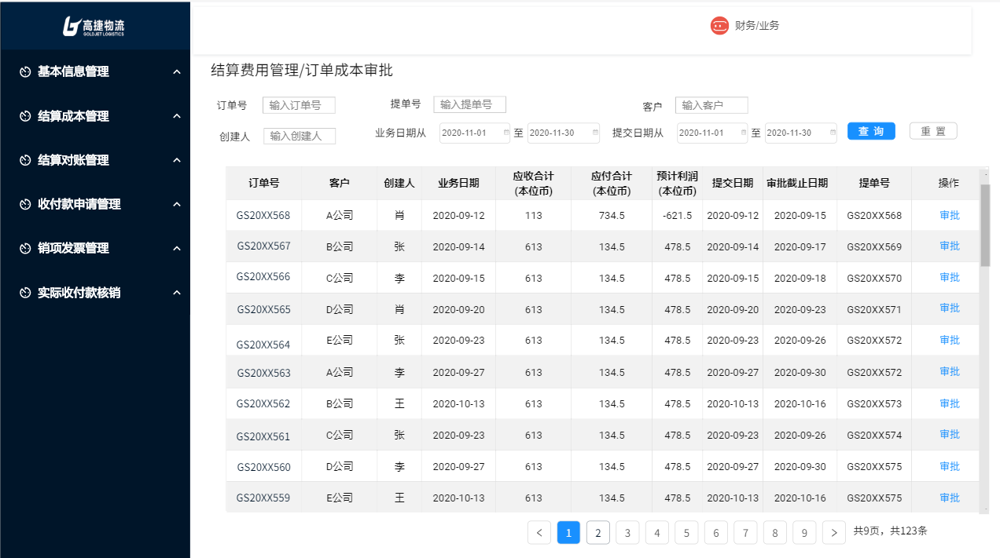 高捷物流
GOLDJET LOGISTICS
财务/业务
基本信息管理
结算成本管理
结算对账管理
收付款申请管理
销项发票管理
实际收付款核销
结算费用管理/订单成本审批
订单号 输入订单号 提单号 输入提单号 客户 输入客户
创建人 输入创建人 业务日期从 2020-11-01 至 2020-11-30 提交日期从 2020-11-01 至 2020-11-30 查 询 重 置
订单号 客户 创建人 业务日期 应收合计(本位币) 应付合计(本位币) 预计利润(本位币) 提交日期 审批截止日期 提单号 操作
GS20XX568 A公司 肖 2020-09-12 113 734.5 -621.5 2020-09-12 2020-09-15 GS20XX568 审批
GS20XX567 B公司 张 2020-09-14 613 134.5 478.5 2020-09-14 2020-09-17 GS20XX569 审批
GS20XX566 C公司 李 2020-09-15 613 134.5 478.5 2020-09-15 2020-09-18 GS20XX570 审批
GS20XX565 D公司 肖 2020-09-20 613 134.5 478.5 2020-09-20 2020-09-23 GS20XX571 审批
GS20XX564 E公司 张 2020-09-23 613 134.5 478.5 2020-09-23 2020-09-26 GS20XX572 审批
GS20XX563 A公司 李 2020-09-27 613 134.5 478.5 2020-09-27 2020-09-30 GS20XX572 审批
GS20XX562 B公司 王 2020-10-13 613 134.5 478.5 2020-10-13 2020-10-16 GS20XX573 审批
GS20XX561 C公司 张 2020-09-23 613 134.5 478.5 2020-09-23 2020-09-26 GS20XX574 审批
GS20XX560 D公司 李 2020-09-27 613 134.5 478.5 2020-09-27 2020-09-30 GS20XX575 审批
GS20XX559 E公司 王 2020-10-13 613 134.5 478.5 2020-10-13 2020-10-16 GS20XX575 审批
< 1 2 3 4 5 6 7 8 9 > 共9页，共123条